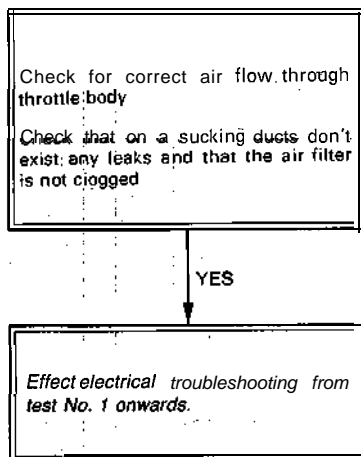 Check for correct air flow through
throttle body
Check that on a sucking ducts don't
exist any leaks and that the air filter
is not clogged
YES
Effect electrical troubleshooting from
test No. 1 onwards.